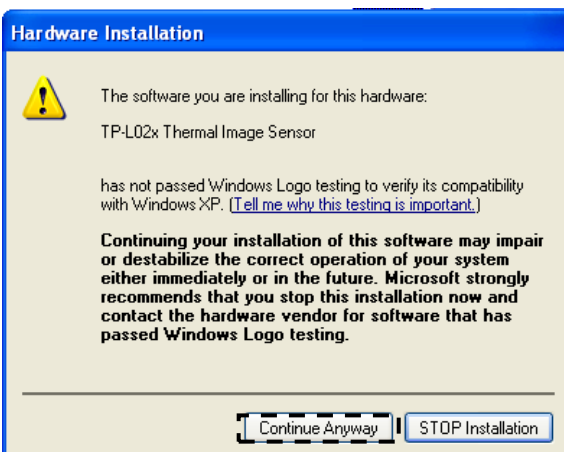 Hardware Installation
The software you are installing for this hardware:
TP-L02x Thermal Image Sensor
has not passed Windows Logo testing to verify its compatibility
with Windows XP. (Tell me why this testing is important.)
Continuing your installation of this software may impair
or destabilize the correct operation of your system
either immediately or in the future. Microsoft strongly
recommends that you stop this installation now and
contact the hardware vendor for software that has
passed Windows Logo testing.
Continue Anyway STOP Installation